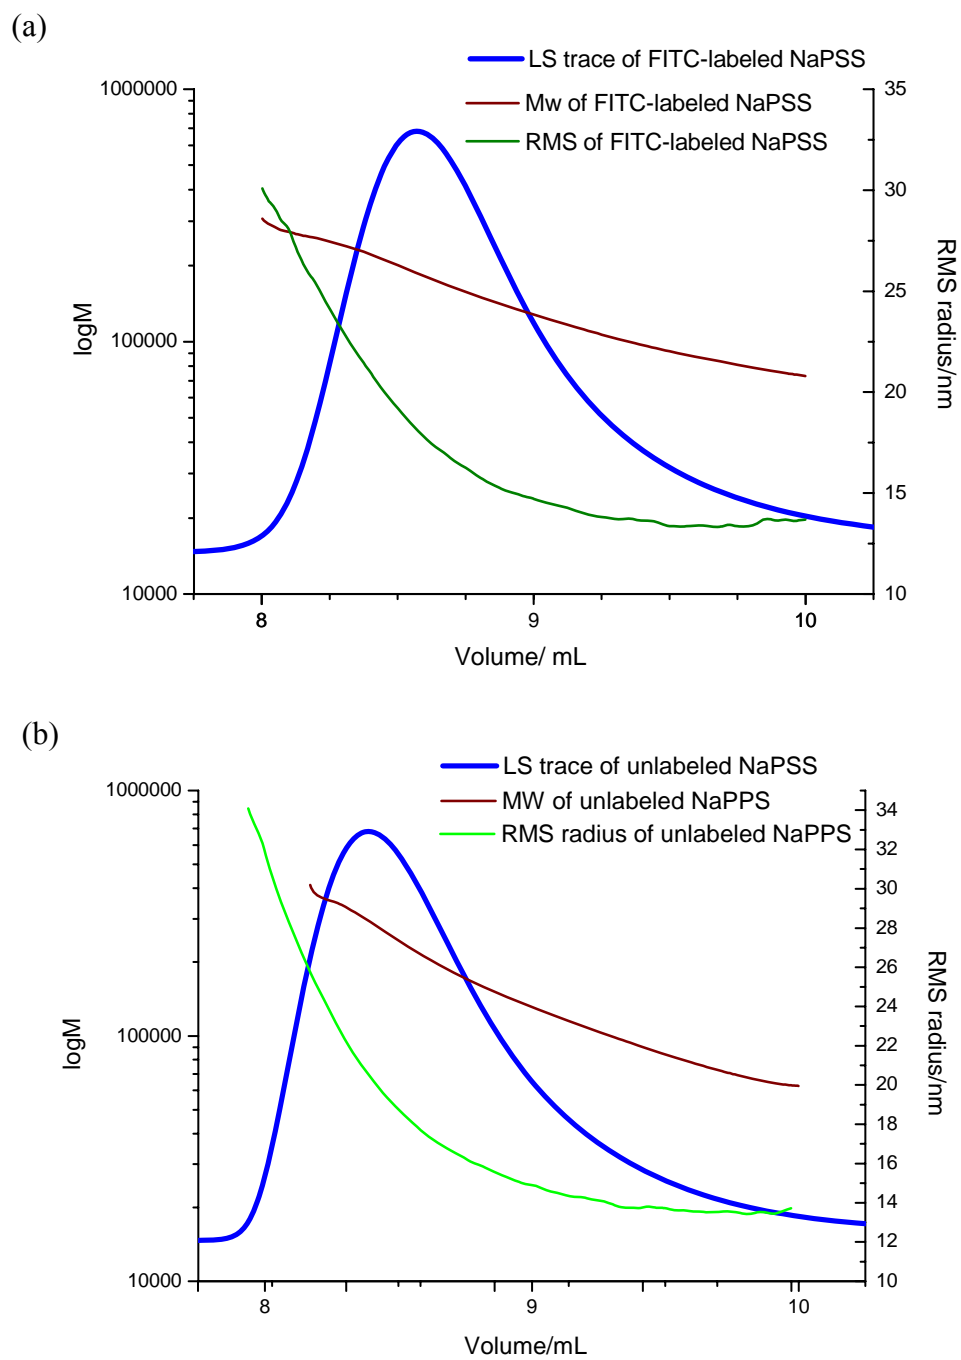 (a)
LS trace of FITC-labeled NaPSS
Mw of FITC-labeled NaPSS
RMS of FITC-labeled NaPSS
1000000
100000
10000
logM
35
30
25
20
15
10
RMS radius/nm
8
9
10
Volume/ mL
(b)
LS trace of unlabeled NaPSS
MW of unlabeled NaPPS
RMS radius of unlabeled NaPPS
1000000
100000
10000
logM
34
32
30
28
26
24
22
20
18
16
14
12
10
RMS radius/nm
8
9
10
Volume/mL